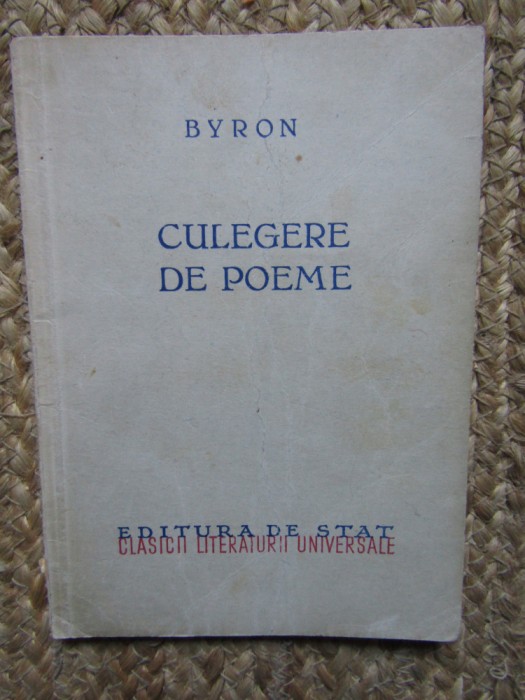 BYRON
CULEGERE
DE POEME
EDITURA DE STAT
CLASICII LITERATURII UNIVERSALE